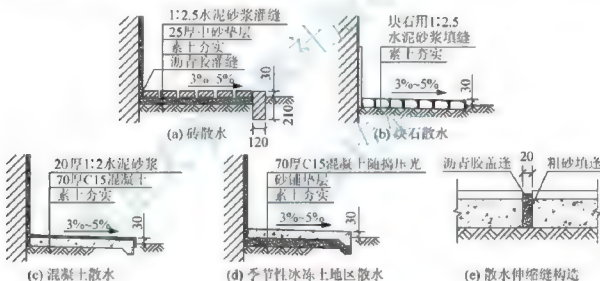 1:2.5水泥砂浆灌缝
25厚中砂垫层
素土夯实
沥青胶灌缝
3%~5%
30
210
120
(a) 砖散水
块石用1:2.5
水泥砂浆填缝
素土夯实
3%~5%
30
(b) 块石散水
20厚1:2水泥砂浆
70厚C15混凝土
素土夯实
3%~5%
30
(c) 混凝土散水
70厚C15混凝土随捣压光
砂铺垫层
素土夯实
3%~5%
30
(d) 季节性冰冻土地区散水
沥青胶盖缝
20
粗砂填缝
(e) 散水伸缩缝构造